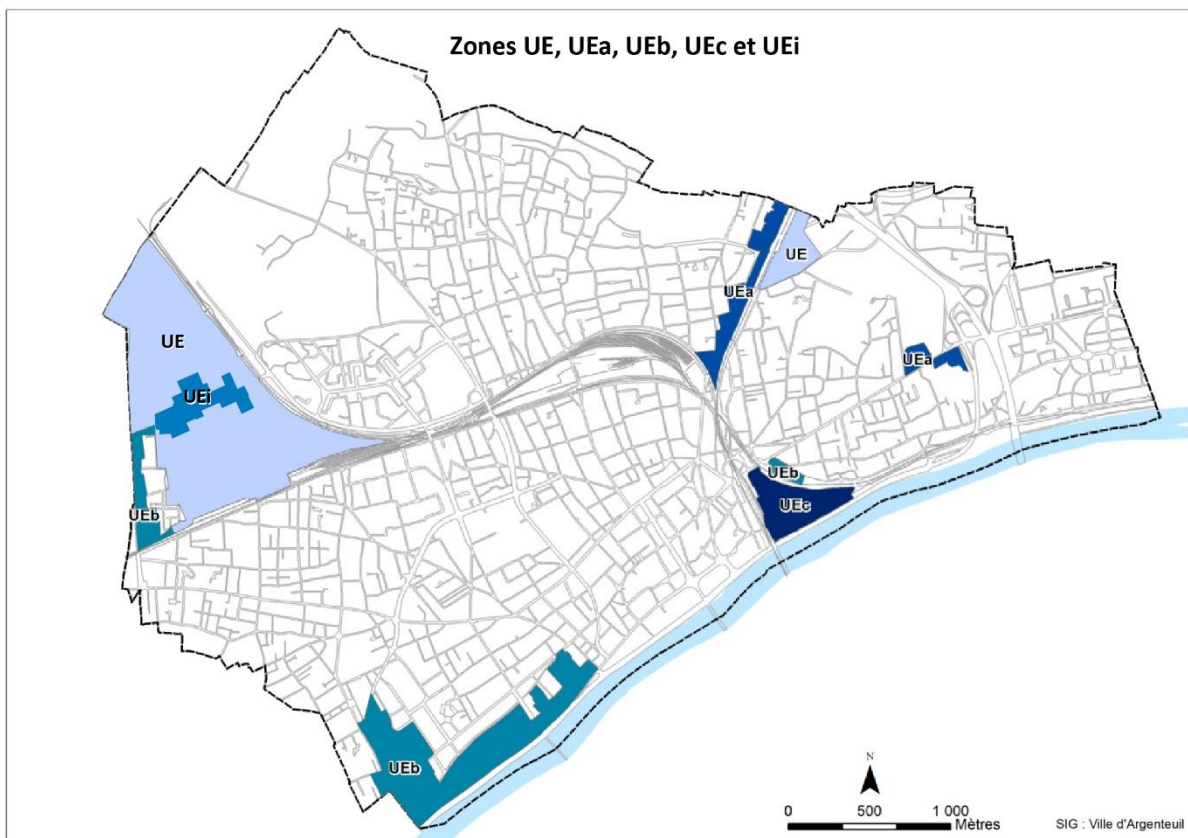 Zones UE, UEa, UEb, UEc et UEi
UE
UEa
UE
UEa
UEi
UEb
UEc
UEb
UEb
N
0 500 1 000
Mètres
SIG : Ville d'Argenteuil